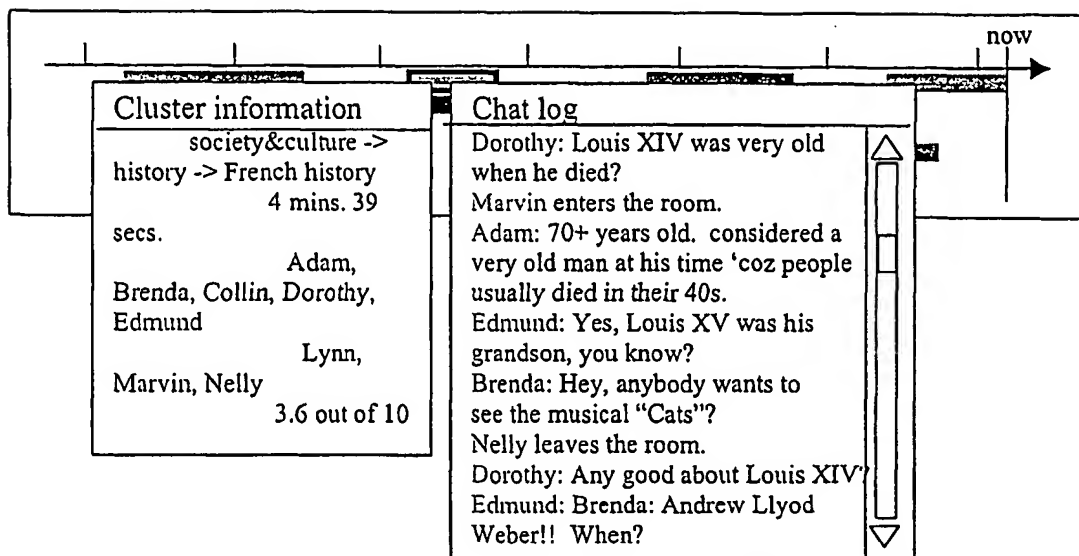 now
Cluster information
society&culture ->
history -> French history
4 mins. 39
secs.
Adam,
Brenda, Collin, Dorothy,
Edmund
Lynn,
Marvin, Nelly
3.6 out of 10
Chat log
Dorothy: Louis XIV was very old
when he died?
Marvin enters the room.
Adam: 70+ years old.  considered a
very old man at his time ‘coz people
usually died in their 40s.
Edmund: Yes, Louis XV was his
grandson, you know?
Brenda: Hey, anybody wants to
see the musical “Cats”?
Nelly leaves the room.
Dorothy: Any good about Louis XIV?
Edmund: Brenda: Andrew Llyod
Weber!!  When?